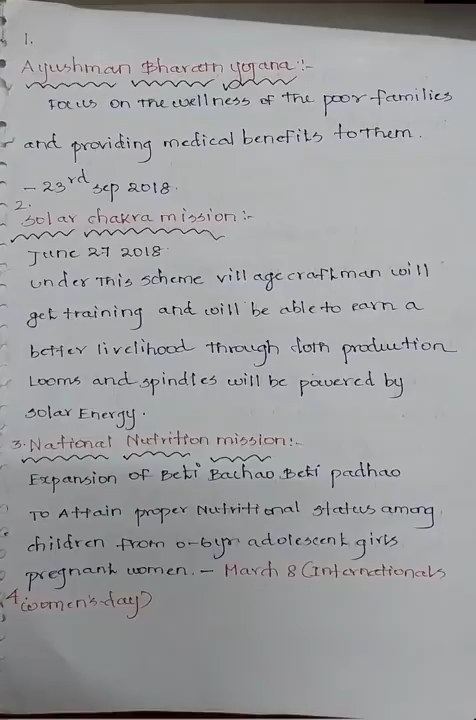 1.
Ayushman Bharath yojana:-
Focus on the wellness of the poor families
and providing medical benefits to them.
- 23rd sep 2018.
2.
Solar chakra mission:-
June 27 2018
under This scheme villagecraftman will
get training and will be able to earn a
better livelihood through cloth production
Looms and spindles will be powered by
solar Energy.
3. National Nutrition mission:-
Expansion of Beti Bachao Beti padhao
To Attain proper Nutritional status among
children from 0-6yr adolescent girls
pregnant women. - March 8 (Internationals
4 women's day)